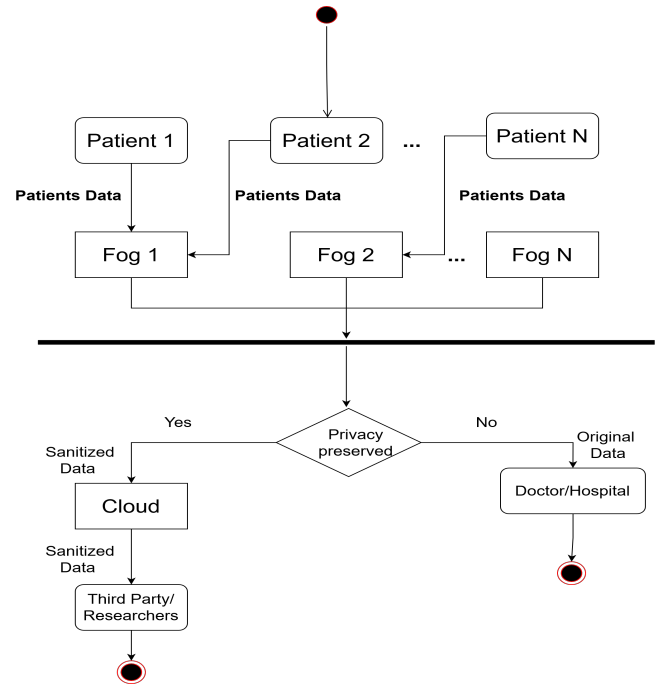 Patient 1
Patient 2
...
Patient N
Patients Data
Patients Data
Patients Data
Fog 1
Fog 2
...
Fog N
Yes
Privacy
preserved
No
Sanitized
Data
Original
Data
Cloud
Doctor/Hospital
Sanitized
Data
Third Party/
Researchers